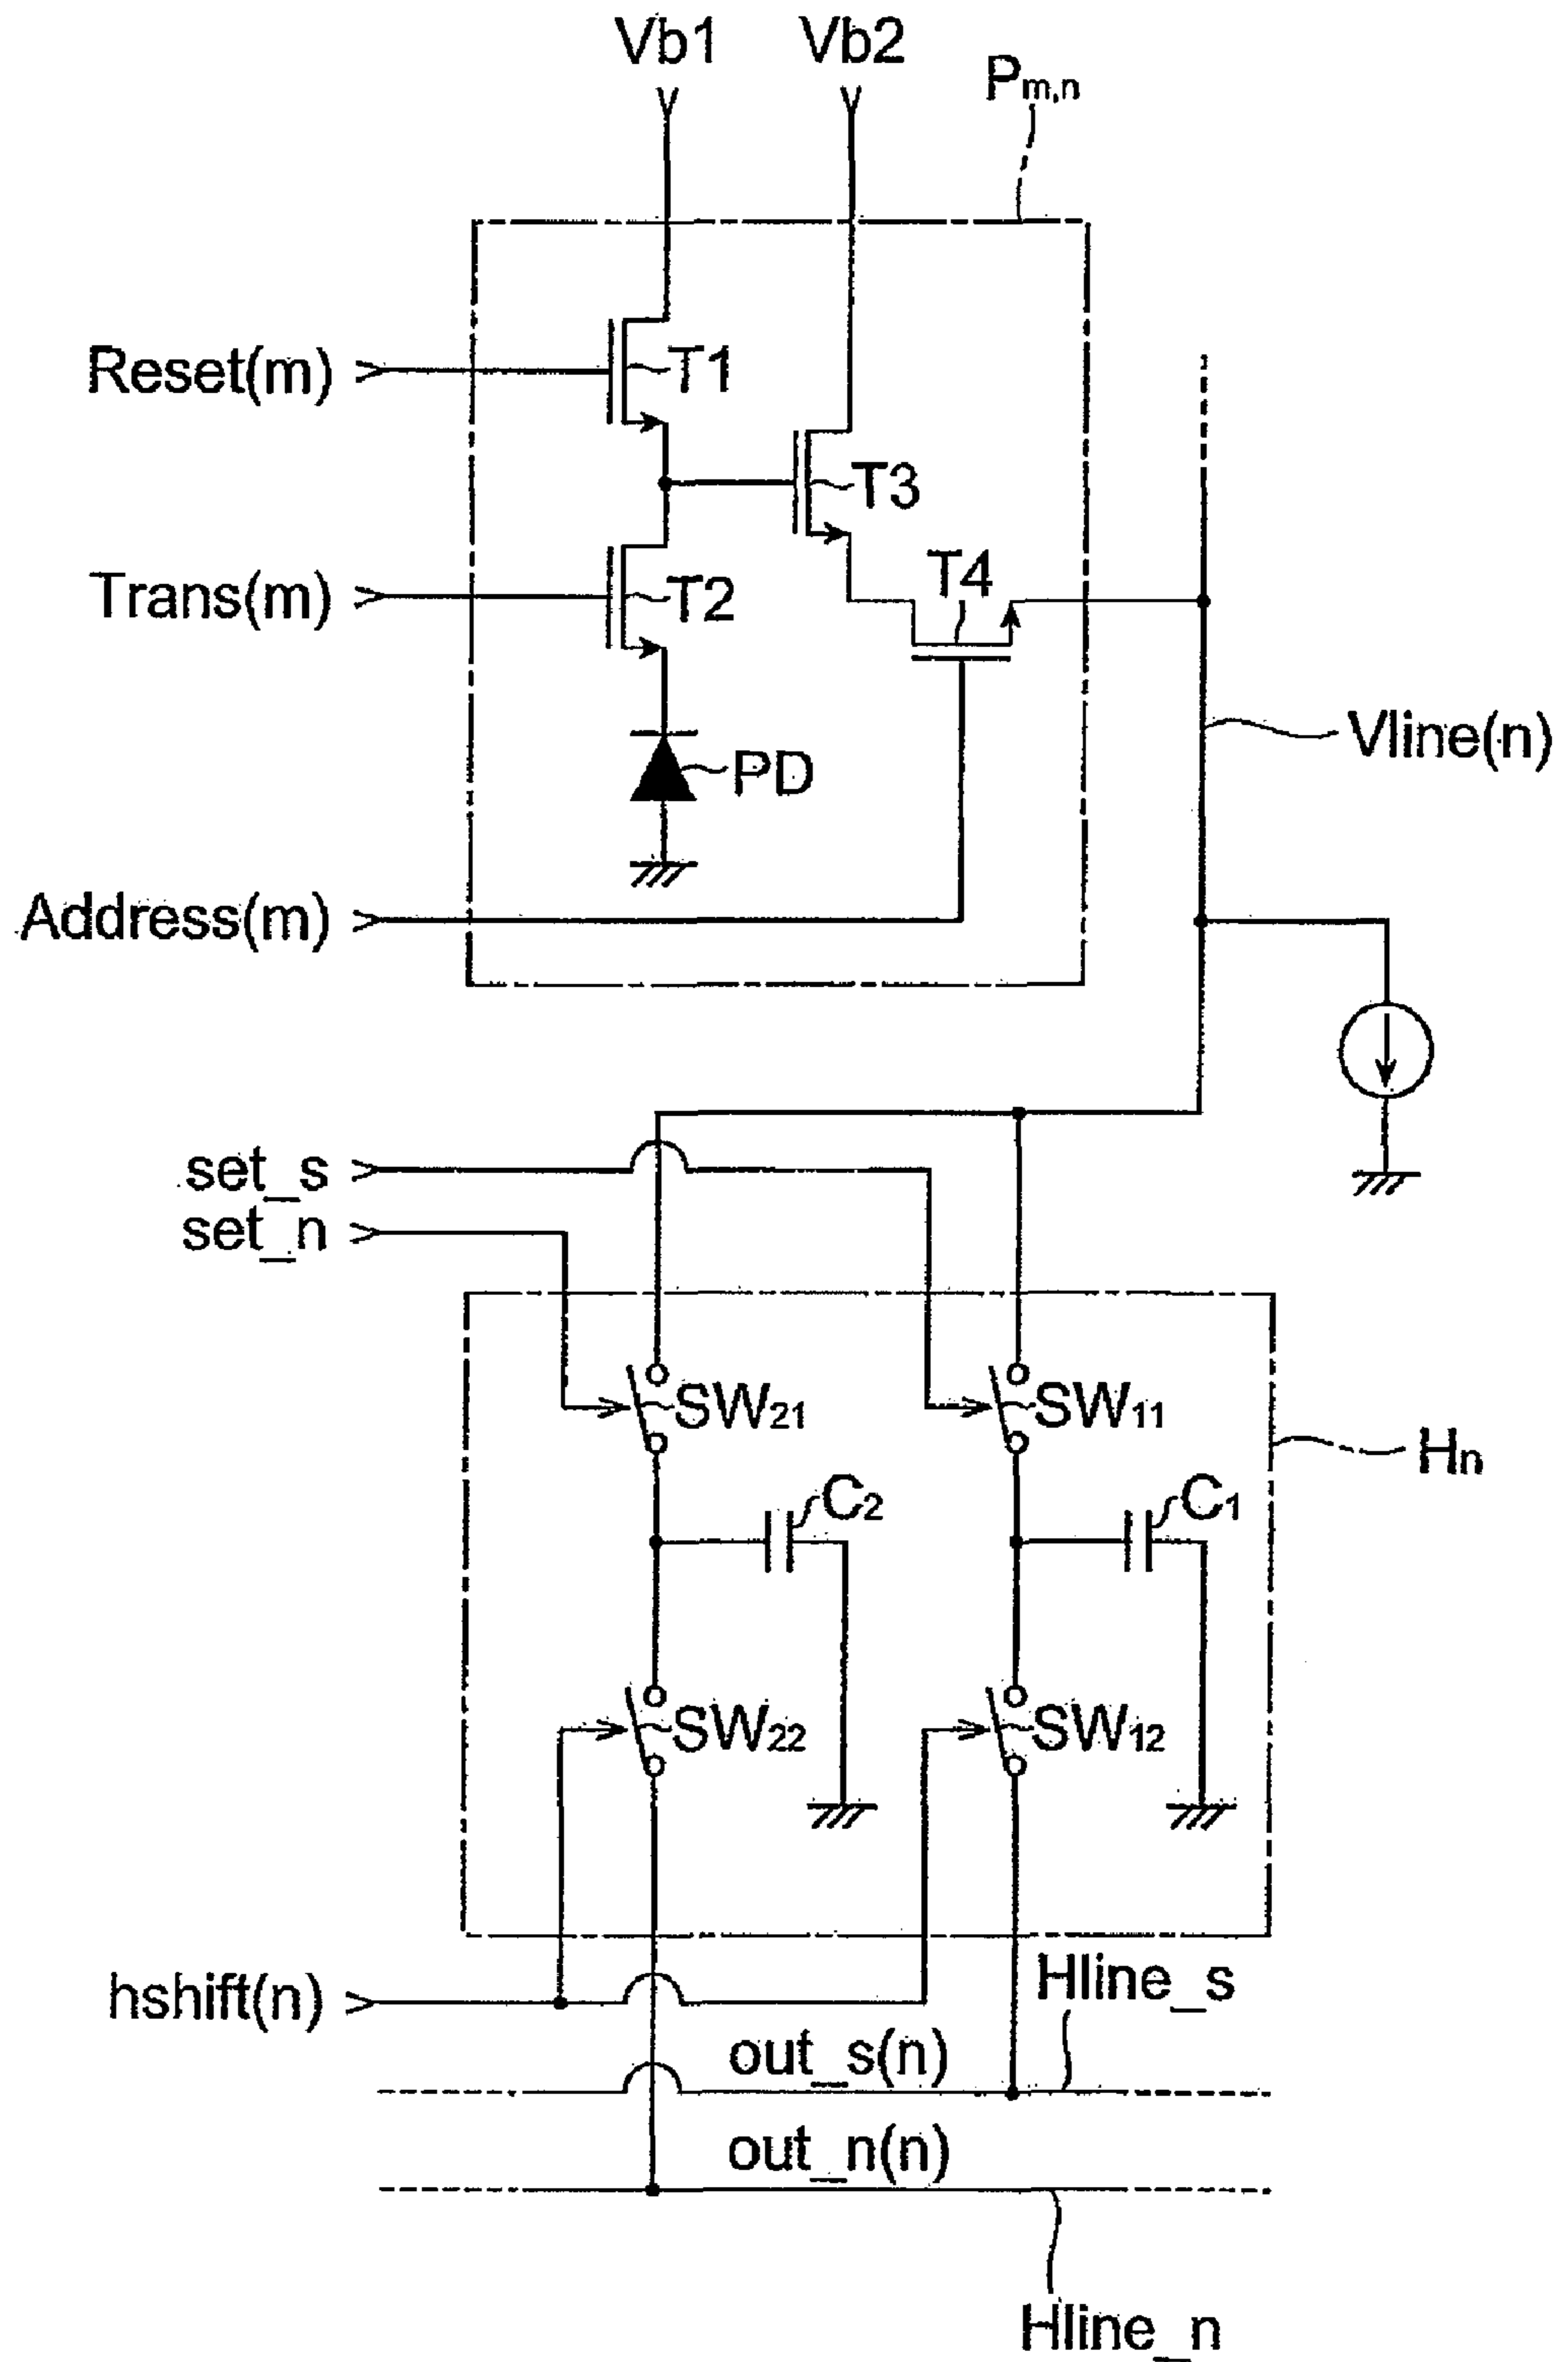 Vb1
Vb2
Pm,n
Reset(m)
T1
T3
Trans(m)
T2
T4
Vline(n)
PD
Address(m)
set_s
set_n
SW21
SW11
Hn
C2
C1
SW22
SW12
hshift(n)
Hline_s
out_s(n)
out_n(n)
Hline_n